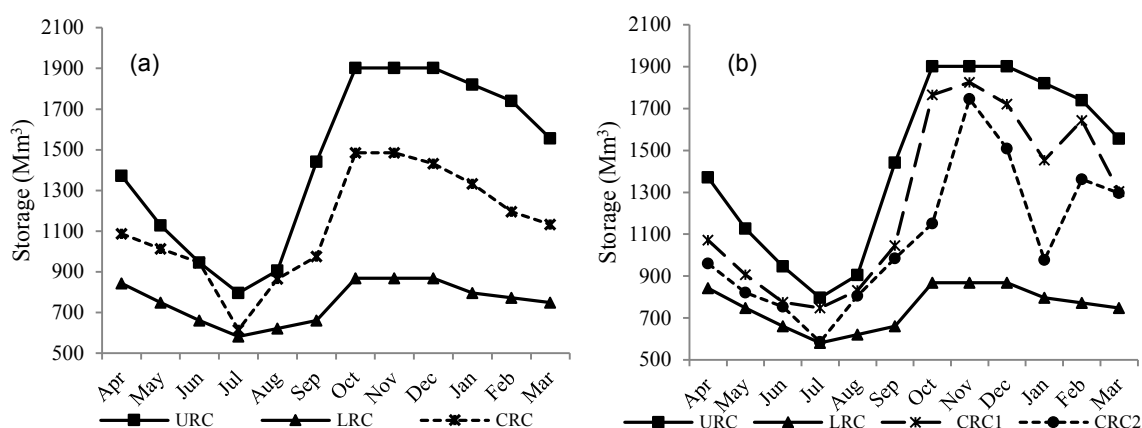 (a)
Storage (Mm³)
2100
1900
1700
1500
1300
1100
900
700
500
Apr May Jun Jul Aug Sep Oct Nov Dec Jan Feb Mar
URC LRC CRC
(b)
Storage (Mm³)
2100
1900
1700
1500
1300
1100
900
700
500
Apr May Jun Jul Aug Sep Oct Nov Dec Jan Feb Mar
URC LRC CRC1 CRC2